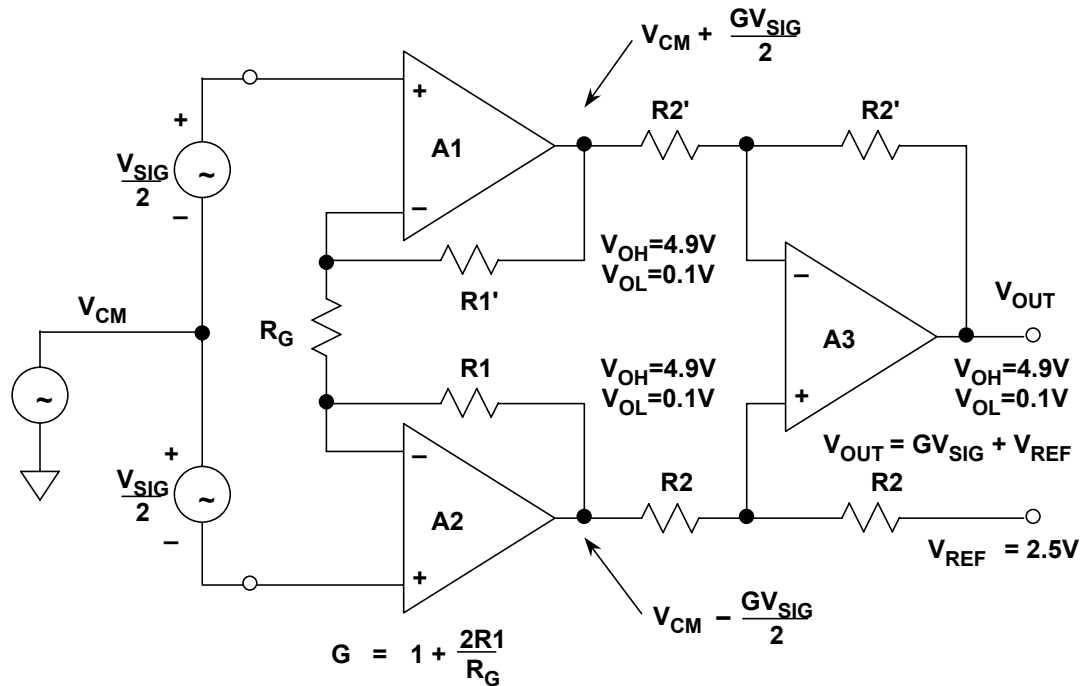 V_CM + GV_SIG
2
R2'
R2'
+
A1
+
V_SIG
2
~
−
−
V_OH=4.9V
V_OL=0.1V
R1'
−
V_OUT
V_CM
R_G
A3
R1
V_OH=4.9V
V_OL=0.1V
V_OH=4.9V
V_OL=0.1V
~
+
+
V_OUT = GV_SIG + V_REF
−
V_SIG
2
~
R2
R2
A2
−
+
V_REF = 2.5V
V_CM − GV_SIG
2
G = 1 + 2R1
R_G